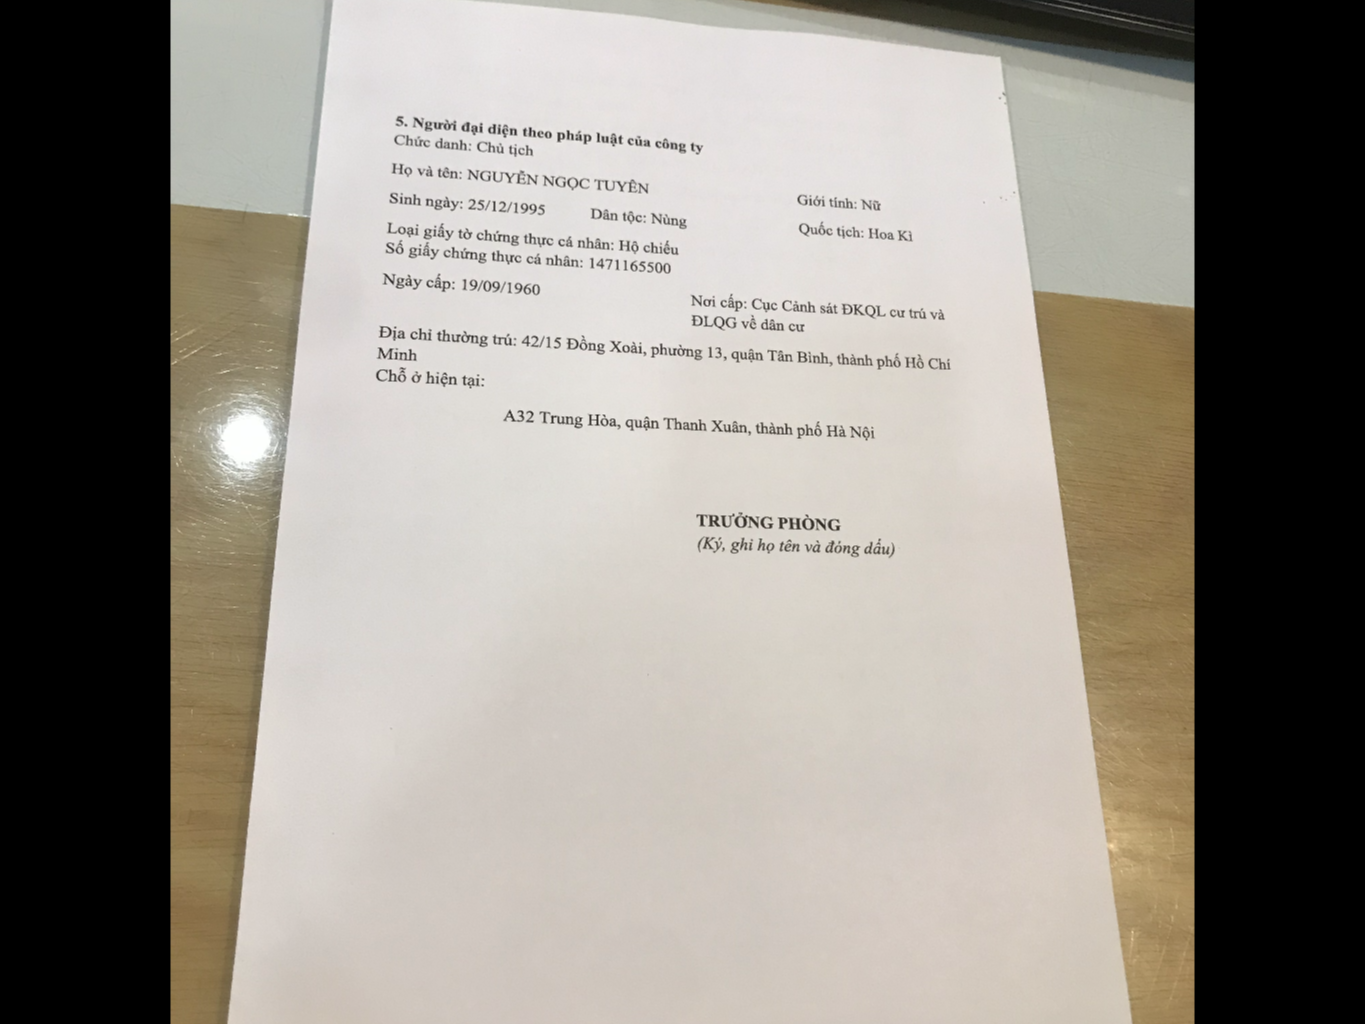 5. Người đại diện theo pháp luật của công ty
Chức danh: Chủ tịch
Họ và tên: NGUYỄN NGỌC TUYÊN
Giới tính: Nữ
Sinh ngày: 25/12/1995 Dân tộc: Nùng Quốc tịch: Hoa Kì
Loại giấy tờ chứng thực cá nhân: Hộ chiếu
Số giấy chứng thực cá nhân: 1471165500
Ngày cấp: 19/09/1960
Nơi cấp: Cục Cảnh sát ĐKQL cư trú và
ĐLQG về dân cư
Địa chỉ thường trú: 42/15 Đồng Xoài, phường 13, quận Tân Bình, thành phố Hồ Chí
Minh
Chỗ ở hiện tại:
A32 Trung Hòa, quận Thanh Xuân, thành phố Hà Nội
TRƯỞNG PHÒNG
(Ký, ghi họ tên và đóng dấu)